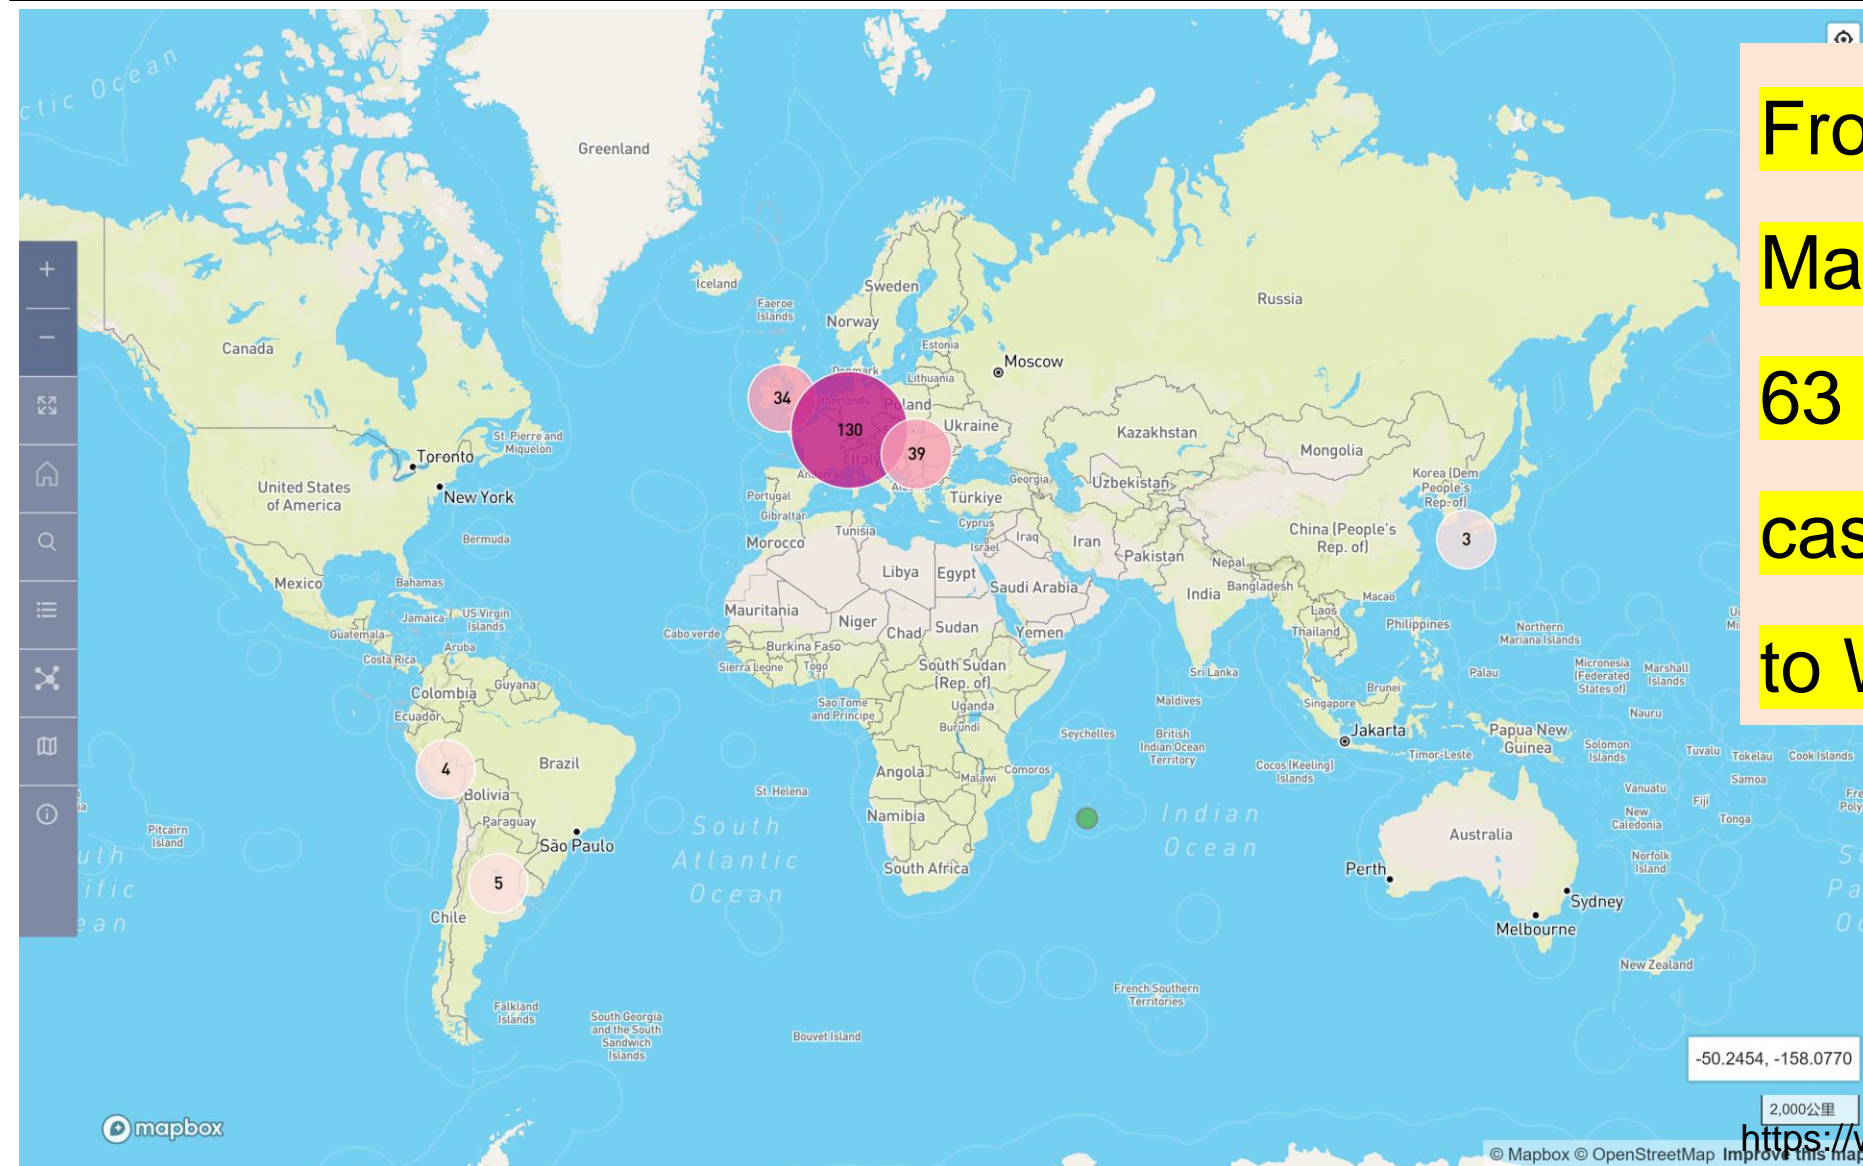 Greenland
Iceland
Faeroe
Islands
Sweden
Norway
Estonia
Lithuania
Denmark
Moscow
Russia
Canada
34
130
39
Ukraine
Kazakhstan
Mongolia
St. Pierre and
Miquelon
Toronto
New York
United States
of America
Portugal
Gibraltar
Türkiye
Georgia
Uzbekistan
Korea (Dem
People's
Rep. of)
3
Bermuda
Morocco
Tunisia
Cyprus
Israel
Iraq
Iran
Pakistan
Nepal
China (People's
Rep. of)
Mexico
Bahamas
Jamaica
US Virgin
Islands
Libya
Egypt
Saudi Arabia
India
Bangladesh
Macao
Laos
Thailand
Philippines
Northern
Mariana Islands
Guatemala
Costa Rica
Aruba
Cabo verde
Mauritania
Niger
Chad
Sudan
Yemen
Burkina Faso
Sierra Leone
Togo
South Sudan
(Rep. of)
Sri Lanka
Palau
Micronesia
(Federated
States of)
Marshall
Islands
Colombia
Guyana
Ecuador
Sao Tome
and Principe
Uganda
Burundi
Maldives
Singapore
Brunei
Nauru
4
Brazil
Seychelles
British
Indian Ocean
Territory
Jakarta
Timor-Leste
Papua New
Guinea
Solomon
Islands
Tuvalu
Tokelau
Cook Islands
Bolivia
St. Helena
Angola
Malawi
Comoros
Cocos (Keeling)
Islands
Samoa
Paraguay
São Paulo
Namibia
South
Atlantic
Ocean
Indian
Ocean
Vanuatu
Fiji
New
Caledonia
Tonga
Pitcairn
Island
Australia
5
Chile
South Africa
Perth
Sydney
Melbourne
Norfolk
Island
New Zealand
Falkland
Islands
South Georgia
and the South
Sandwich
Islands
Bouvet Island
French Southern
Territories
Fro
Ma
63
cas
to
-50.2454, -158.0770
2,000公里
mapbox
© Mapbox © OpenStreetMap Improve this map
https://